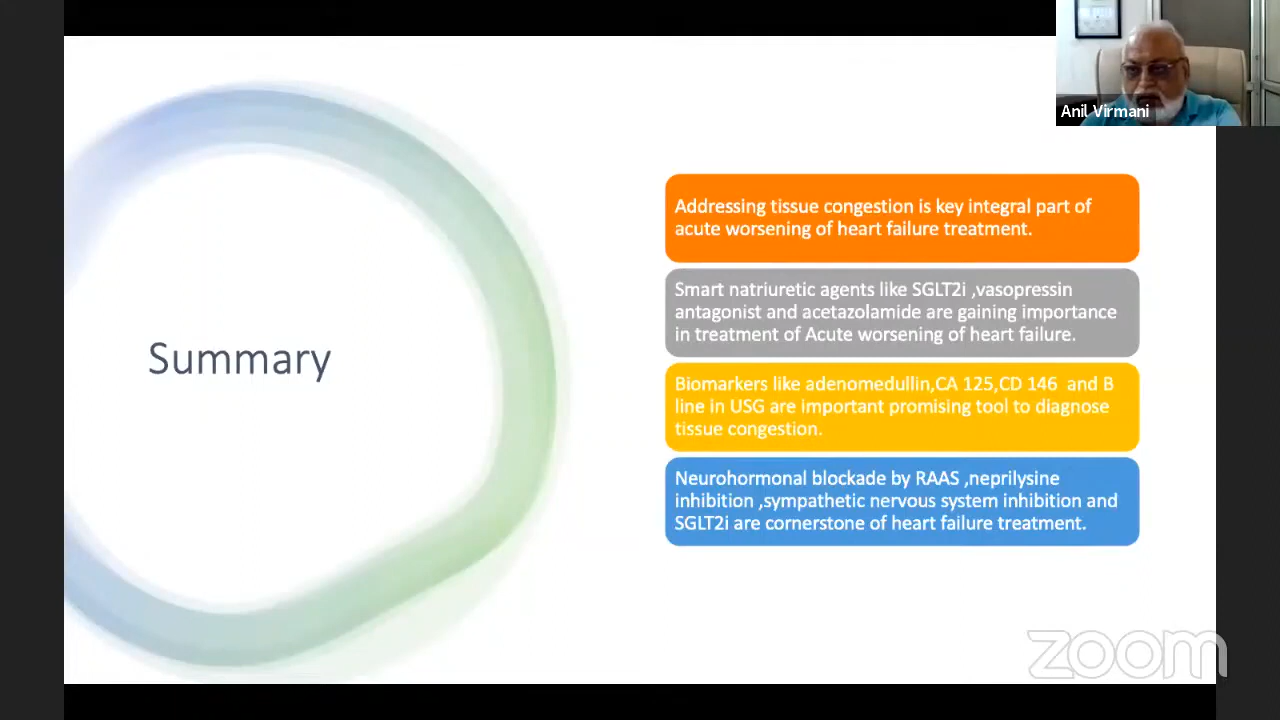 Anil Virmani
Summary
Addressing tissue congestion is key integral part of
acute worsening of heart failure treatment.
Smart natriuretic agents like SGLT2i ,vasopressin
antagonist and acetazolamide are gaining importance
in treatment of Acute worsening of heart failure.
Biomarkers like adenomedullin,CA 125,CD 146 and B
line in USG are important promising tool to diagnose
tissue congestion.
Neurohormonal blockade by RAAS ,neprilysine
inhibition ,sympathetic nervous system inhibition and
SGLT2i are cornerstone of heart failure treatment.
zoom